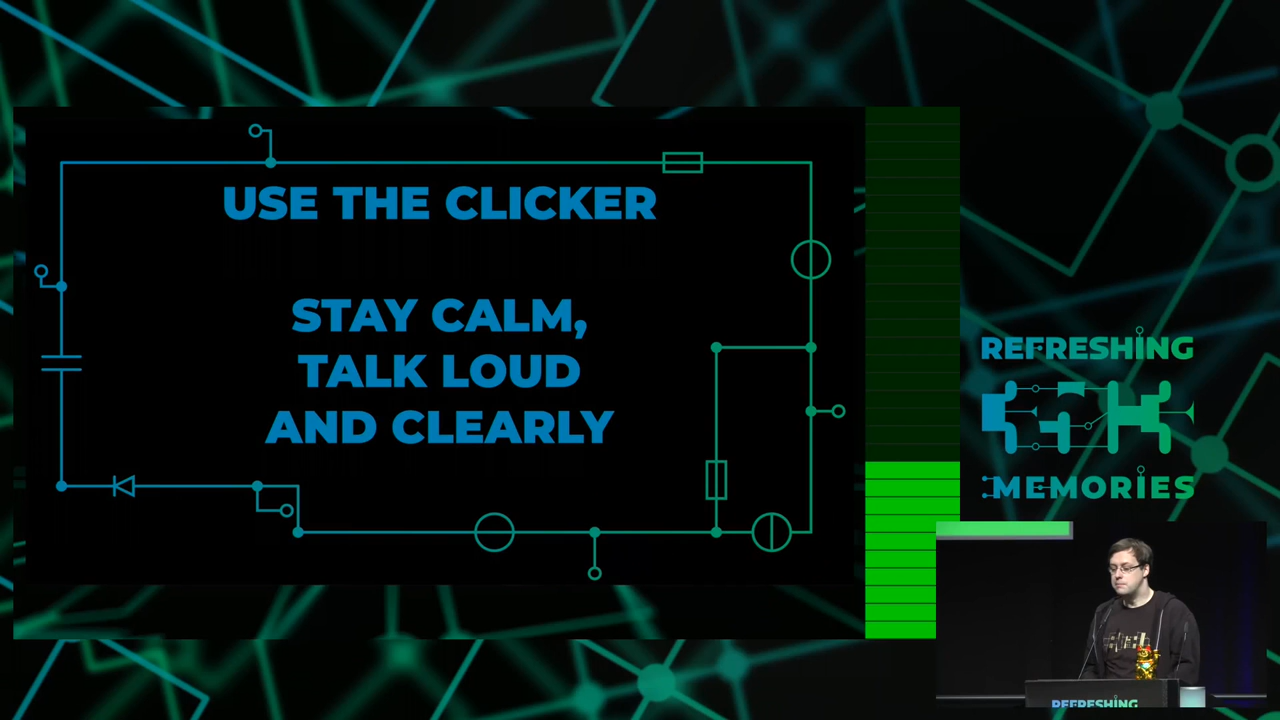 USE THE CLICKER
STAY CALM,
TALK LOUD
AND CLEARLY
REFRESHING
MEMORIES
REFRESHING